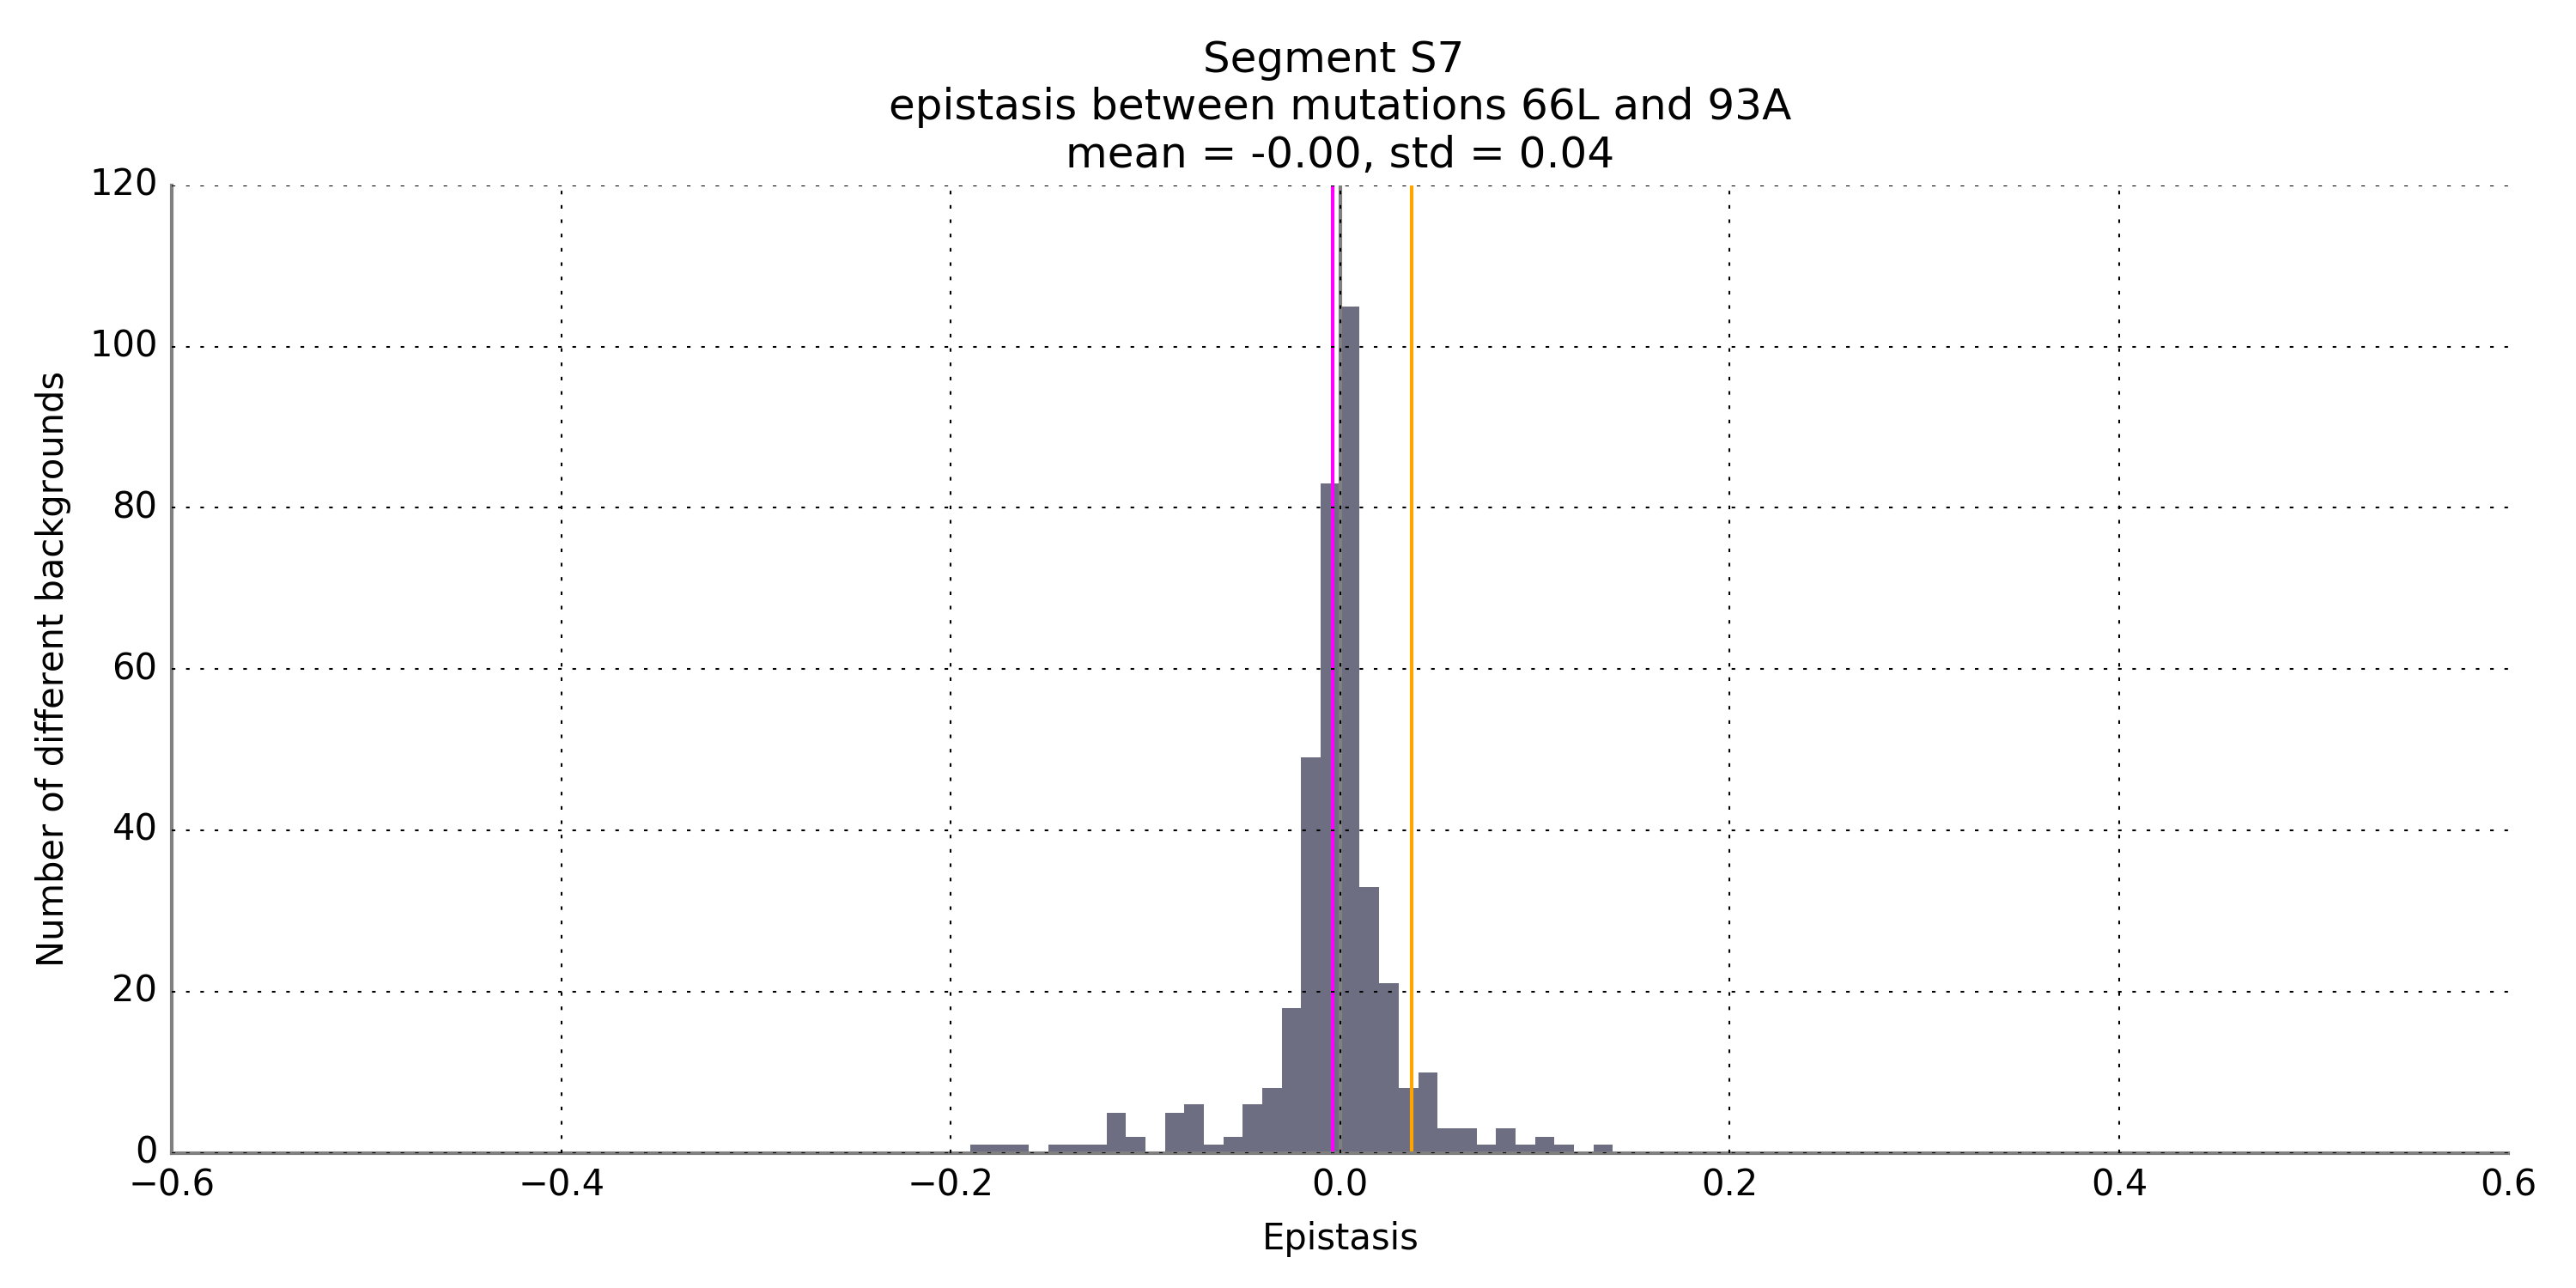 Segment S7
epistasis between mutations 66L and 93A
mean = -0.00, std = 0.04
120
100
80
60
40
20
0
Number of different backgrounds
−0.6 −0.4 −0.2 0.0 0.2 0.4 0.6
Epistasis